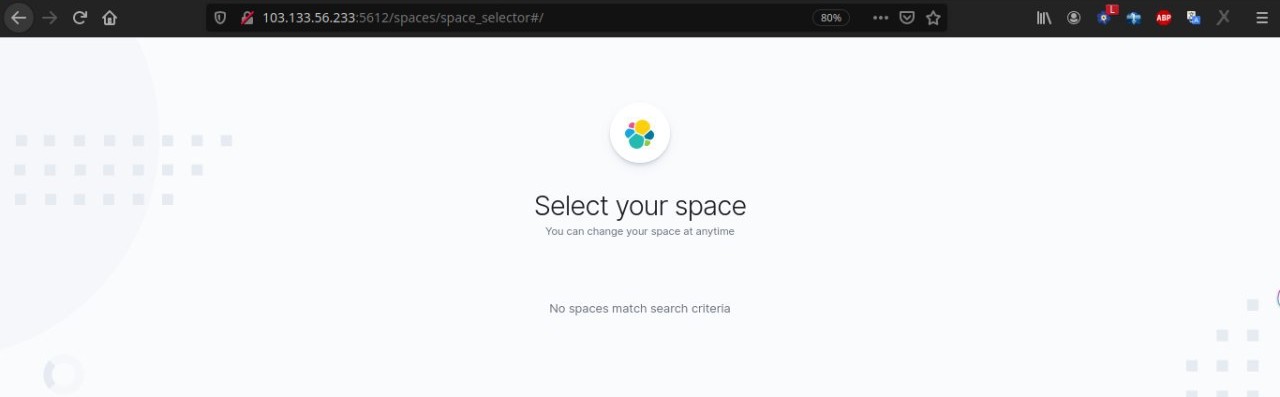 103.133.56.233:5612/spaces/space_selector#/
80%
L
ABP
Select your space
You can change your space at anytime
No spaces match search criteria